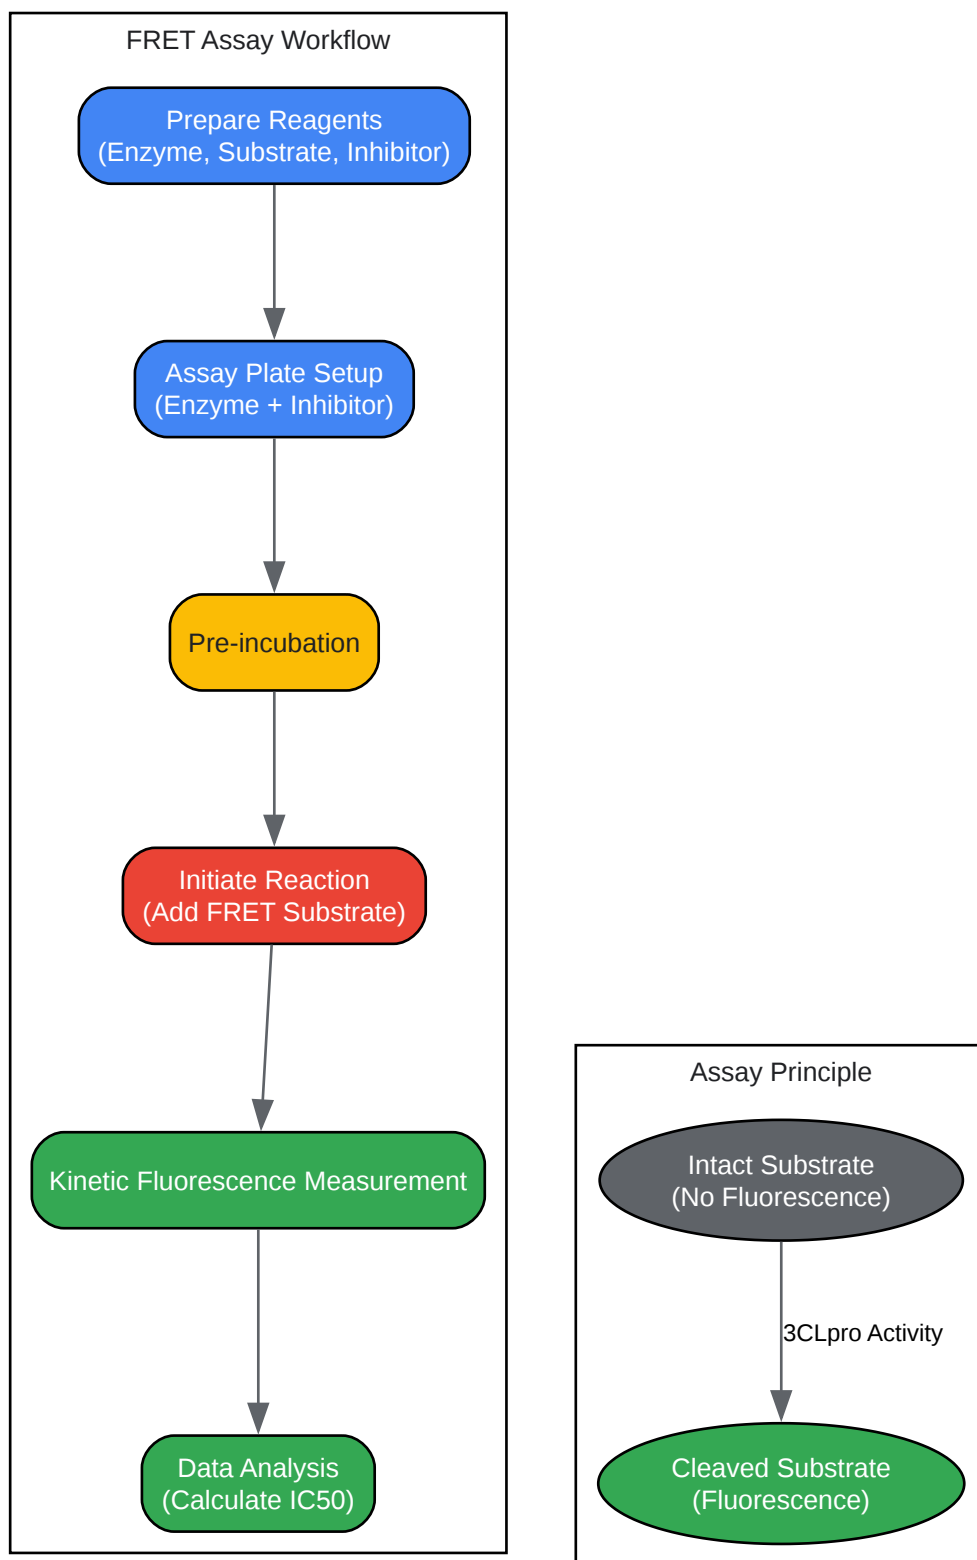 FRET Assay Workflow
Prepare Reagents
(Enzyme, Substrate, Inhibitor)
Assay Plate Setup
(Enzyme + Inhibitor)
Pre-incubation
Initiate Reaction
(Add FRET Substrate)
Kinetic Fluorescence Measurement
Data Analysis
(Calculate IC50)
Assay Principle
Intact Substrate
(No Fluorescence)
3CLpro Activity
Cleaved Substrate
(Fluorescence)